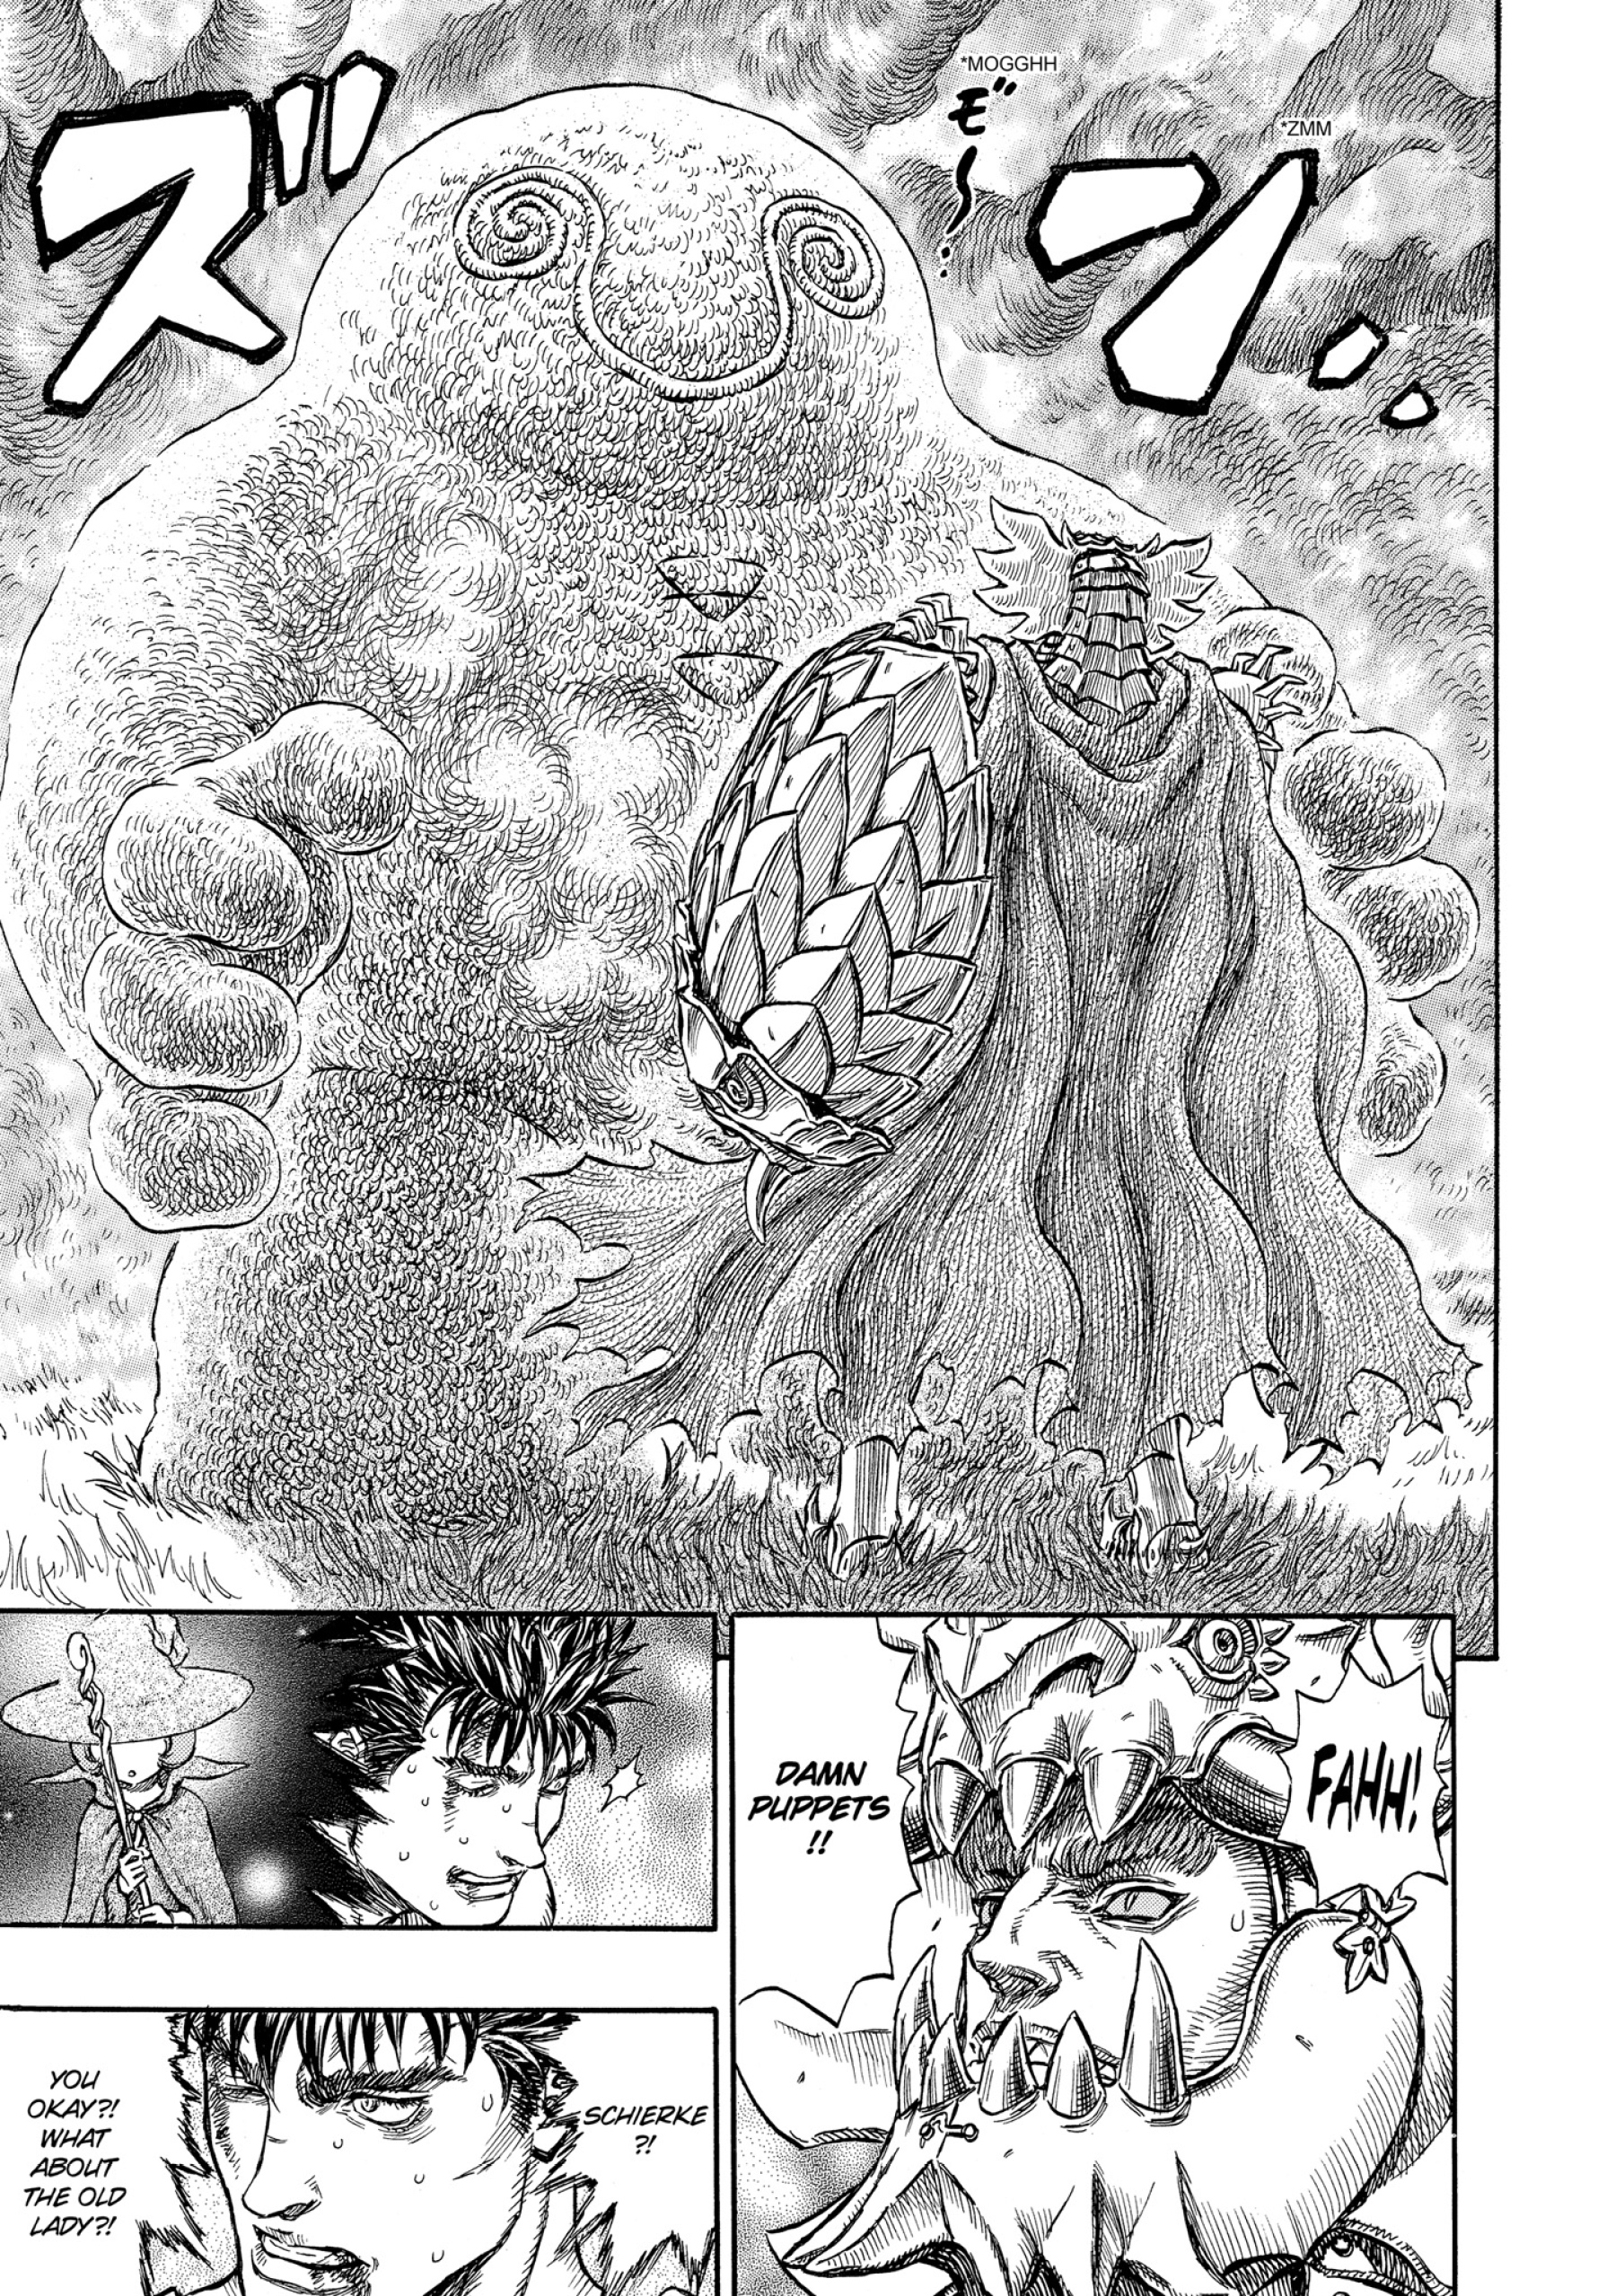 *ZMM
ズン…
*MOGGHH
モ゛〜…
FAHH!
DAMN
PUPPETS
!!
SCHIERKE
?!
YOU
OKAY?!
WHAT
ABOUT
THE OLD
LADY?!